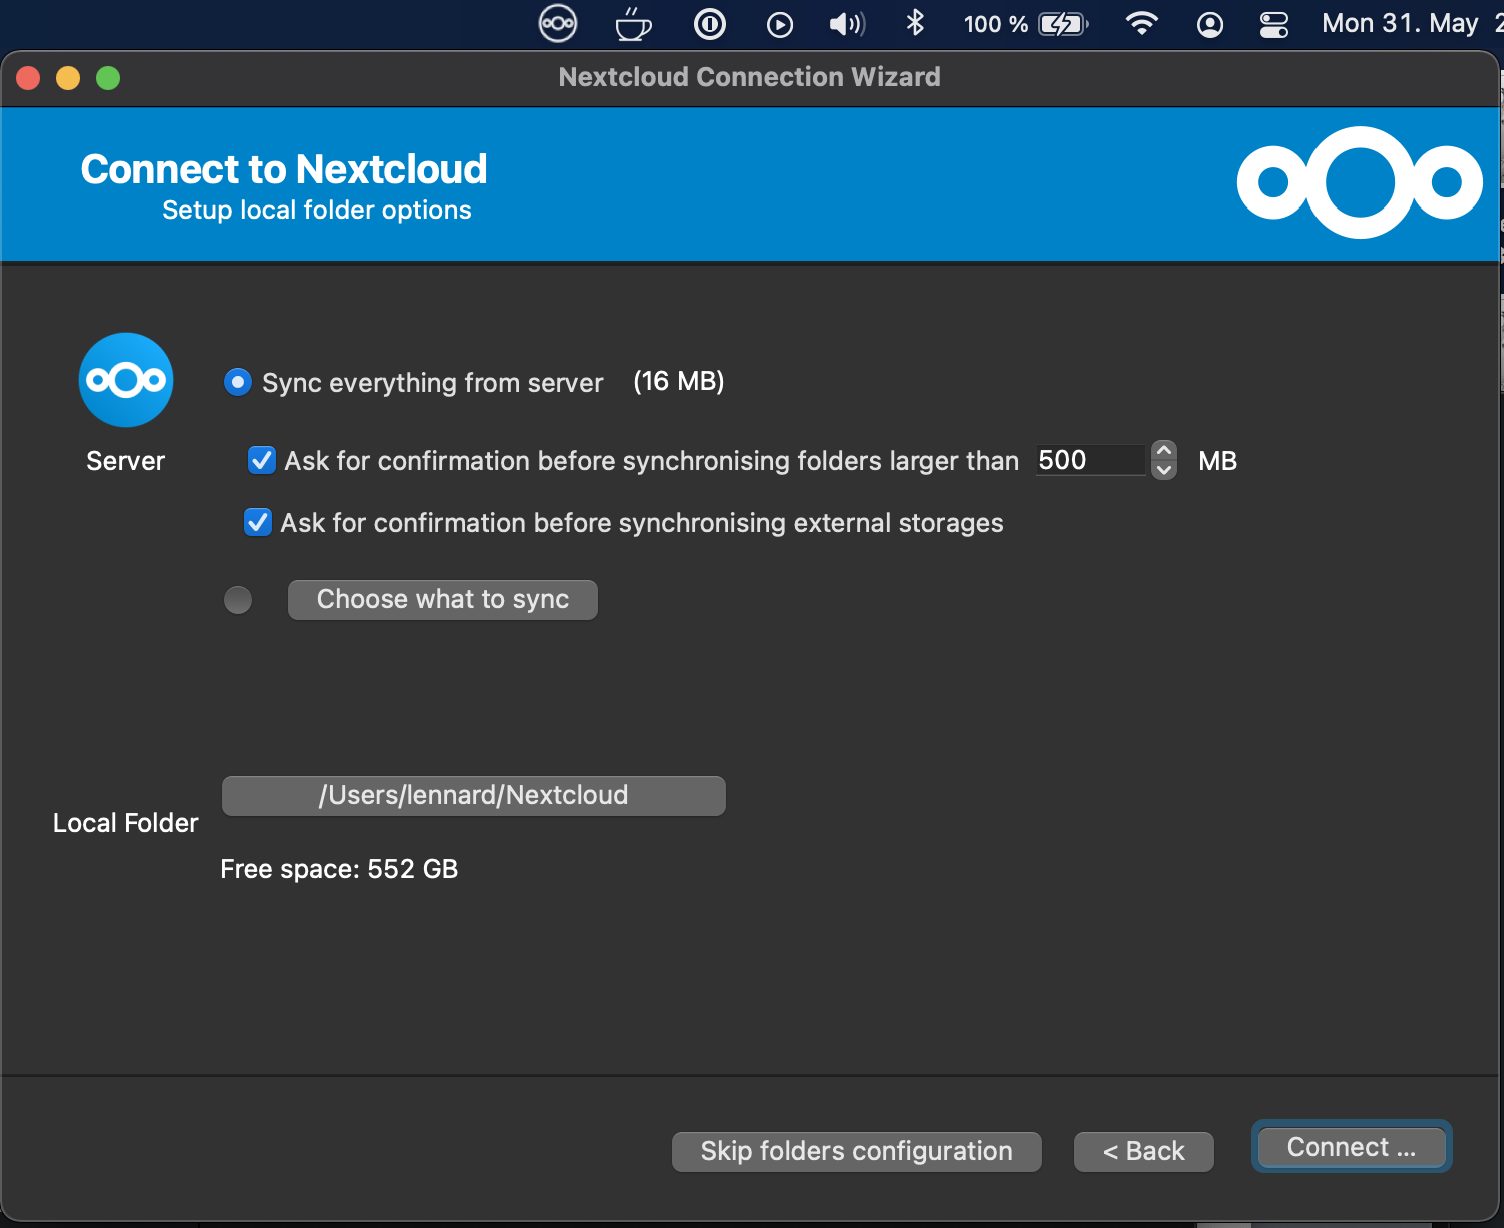 100 %
Mon 31. May
Nextcloud Connection Wizard
Connect to Nextcloud
Setup local folder options
Sync everything from server (16 MB)
Server
Ask for confirmation before synchronising folders larger than 500 MB
Ask for confirmation before synchronising external storages
Choose what to sync
/Users/lennard/Nextcloud
Local Folder
Free space: 552 GB
Skip folders configuration
< Back
Connect ...